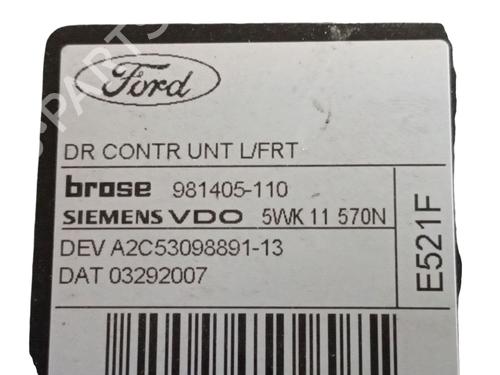 Ford
DR CONTR UNT L/FRT
brose 981405-110
SIEMENS VDO 5WK 11 570N
DEV A2C53098891-13
DAT 03292007
E521F